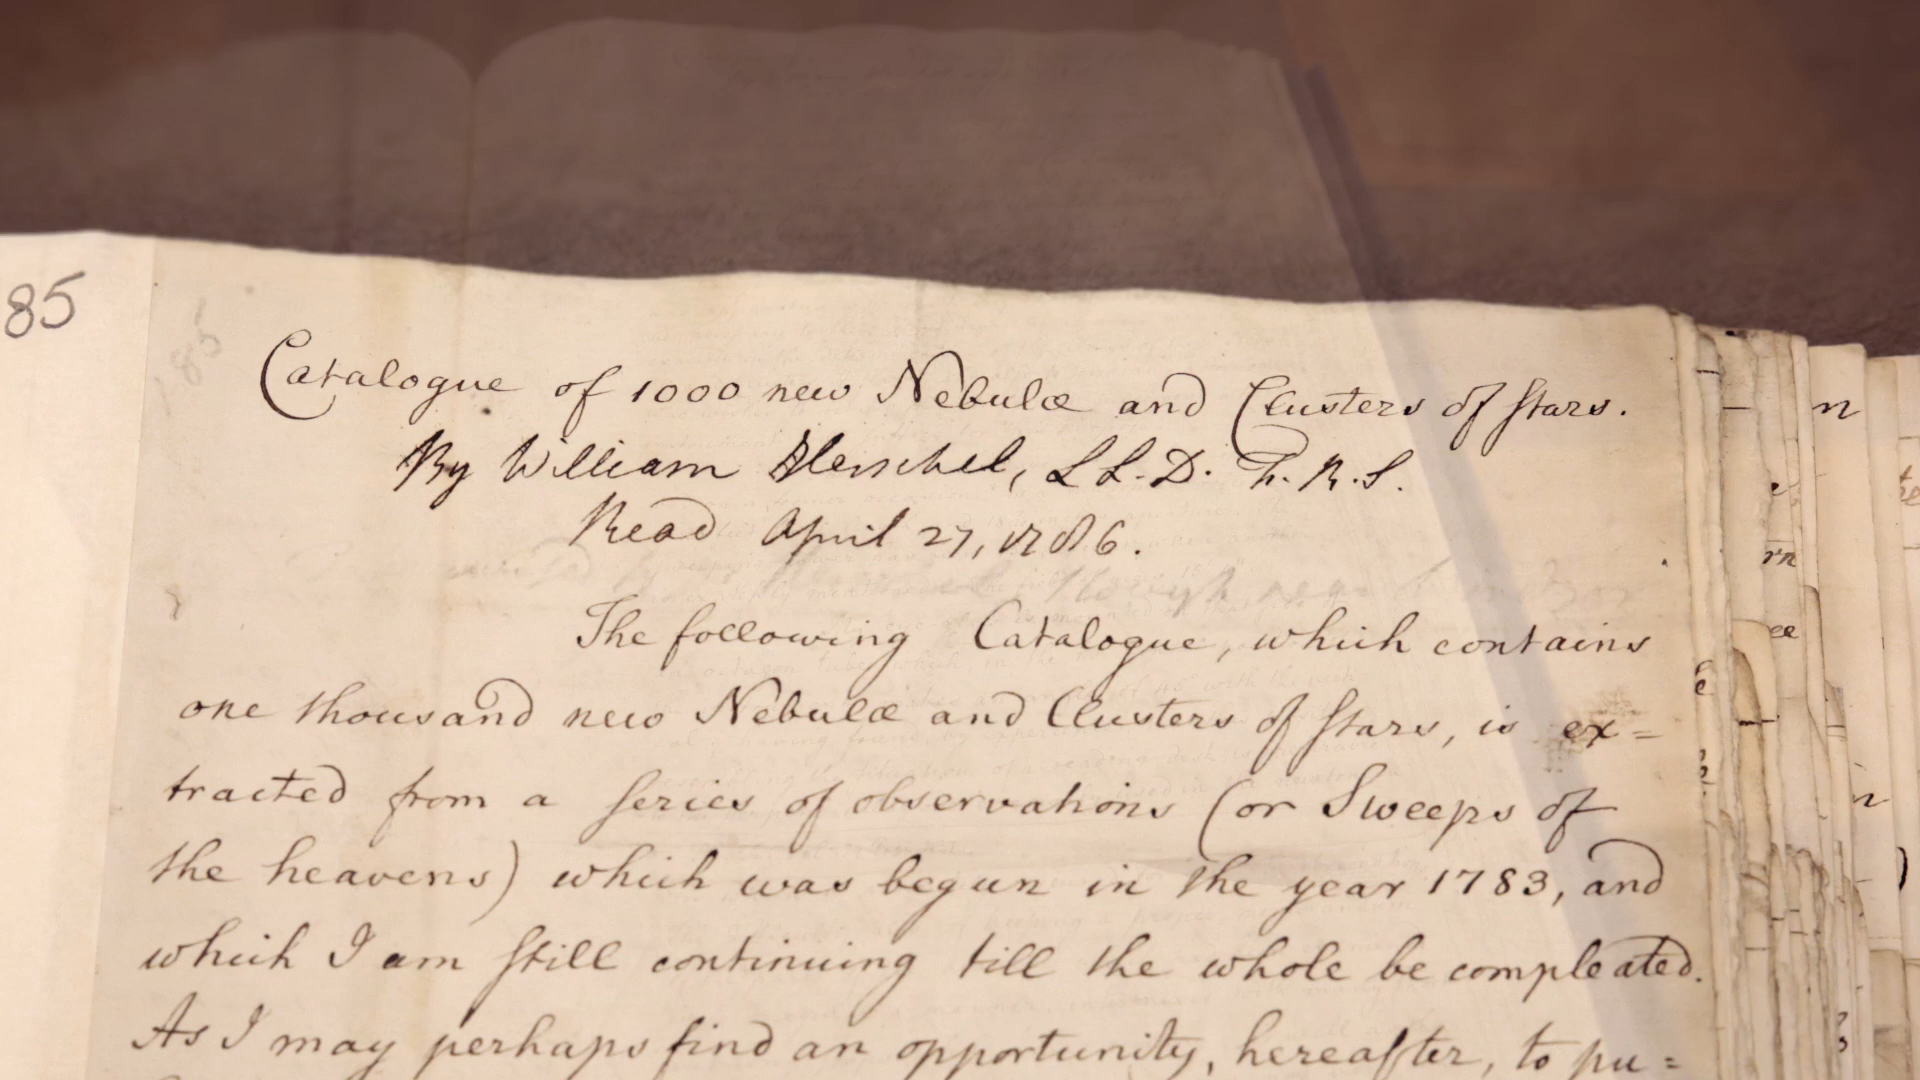 85
Catalogue of 1000 new Nebulæ and Clusters of Stars.
By William Herschel, LL.D. F.R.S.
Read April 27, 1786.
The following Catalogue, which contains
one thousand new Nebulæ and Clusters of Stars, is ex=
tracted from a series of observations (or Sweeps of
the heavens) which was begun in the year 1783, and
which I am still continuing till the whole be compleated.
As I may perhaps find an opportunity, hereafter, to pu=